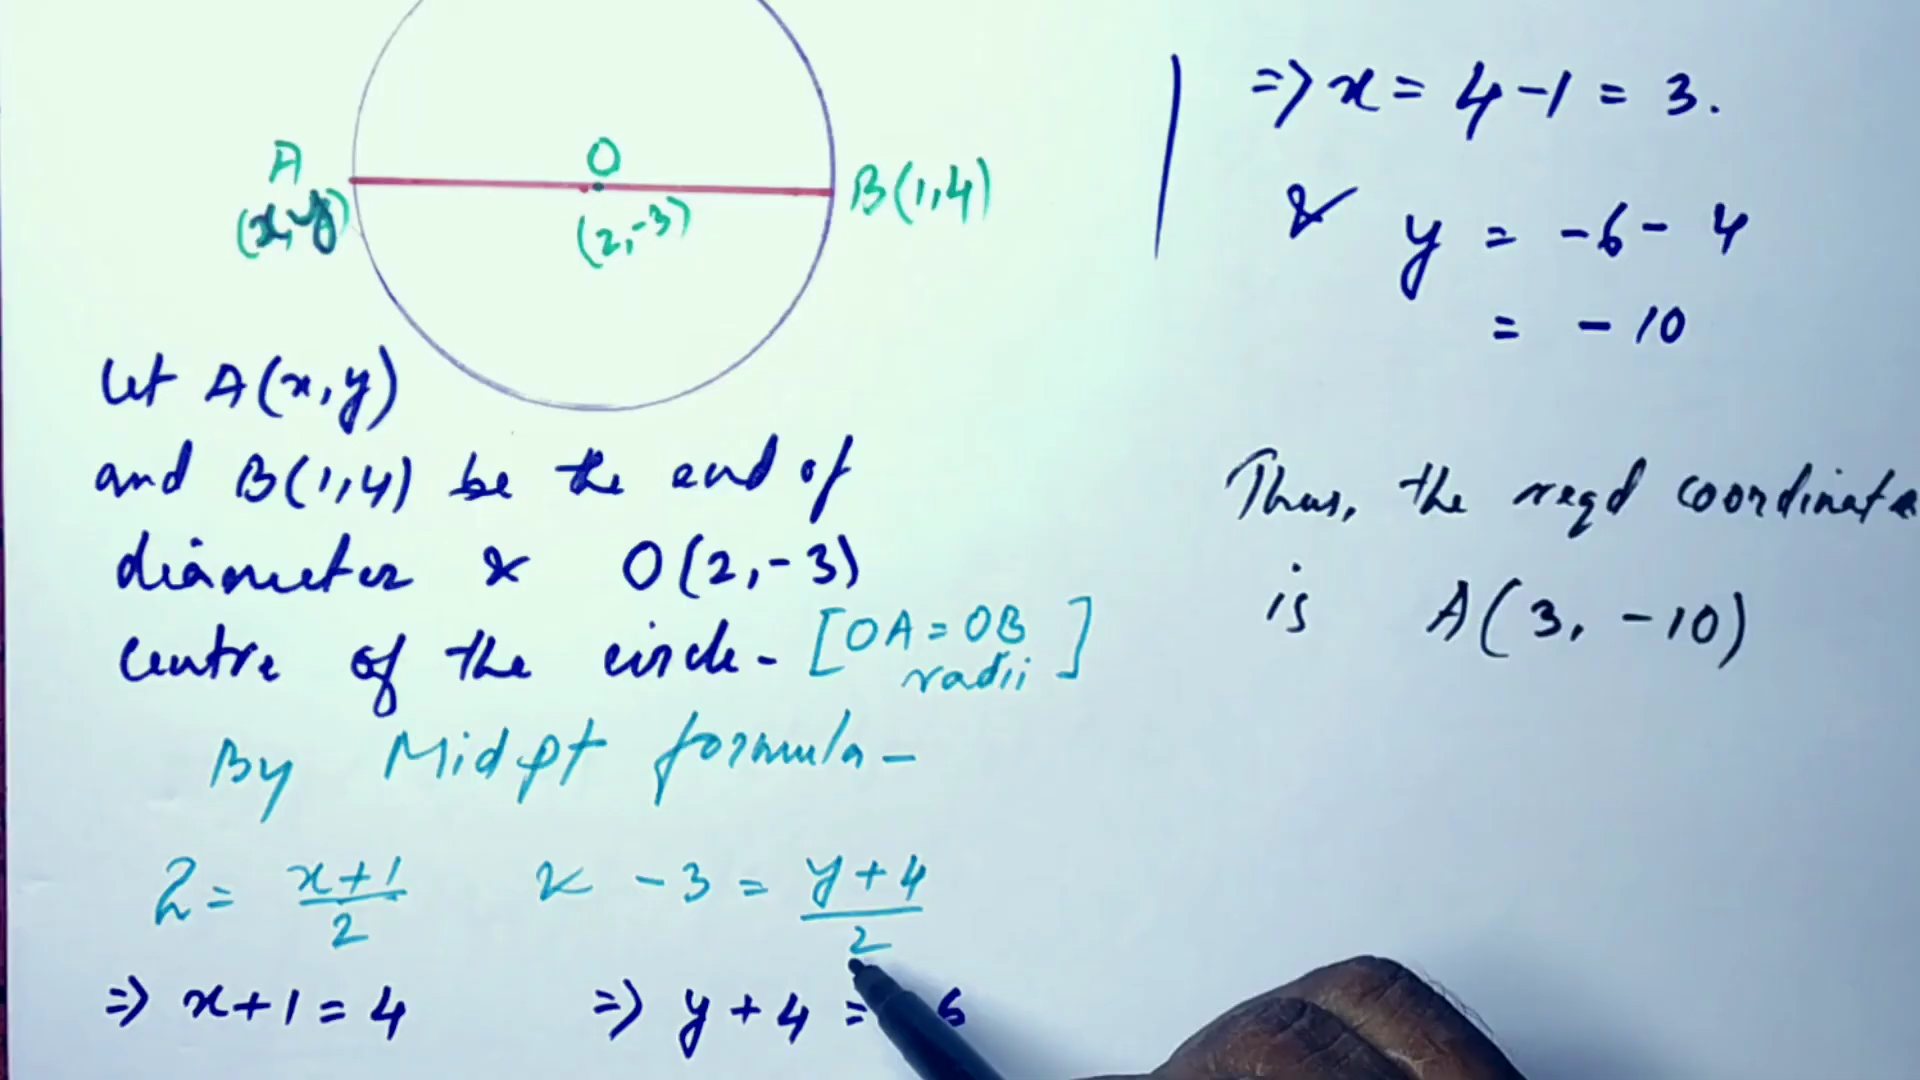 A
O
B(1,4)
(x,y)
(2,-3)
let A(x,y)
and B(1,4) be the end of
diameter & O(2,-3)
centre of the circle- [OA=OB
radii]
By Midpt formula-
2= x+1/2 & -3 = y+4/2
=> x+1=4 => y+4 = 6
=> x = 4-1 = 3.
& y = -6-4
= -10
Thus, the reqd coordinate
is A(3, -10)